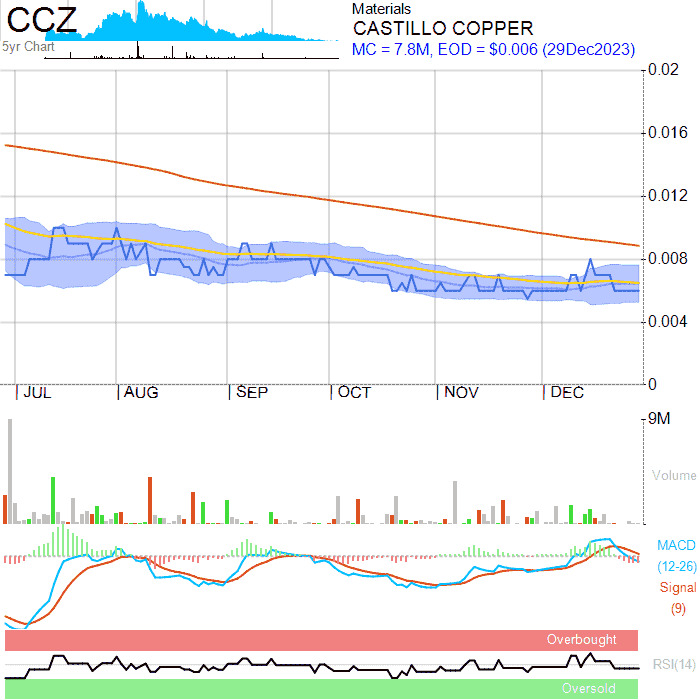 CCZ
5yr Chart
Materials
CASTILLO COPPER
MC = 7.8M, EOD = $0.006 (29Dec2023)
0.02
0.016
0.012
0.008
0.004
0
JUL AUG SEP OCT NOV DEC
9M
Volume
MACD
(12-26)
Signal
(9)
Overbought
RSI(14)
Oversold